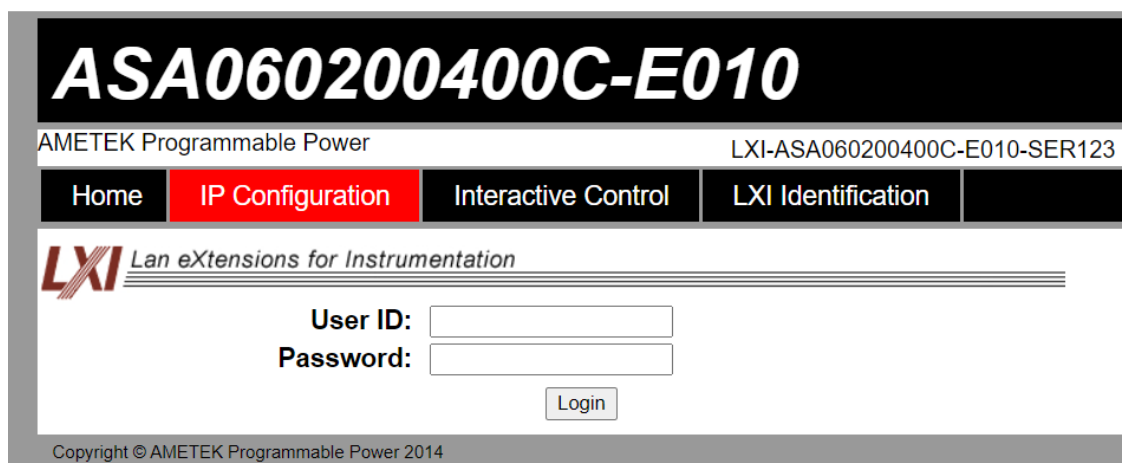 ASA060200400C-E010
AMETEK Programmable Power LXI-ASA060200400C-E010-SER123
Home IP Configuration Interactive Control LXI Identification
LXI Lan eXtensions for Instrumentation
User ID:
Password:
Login
Copyright © AMETEK Programmable Power 2014